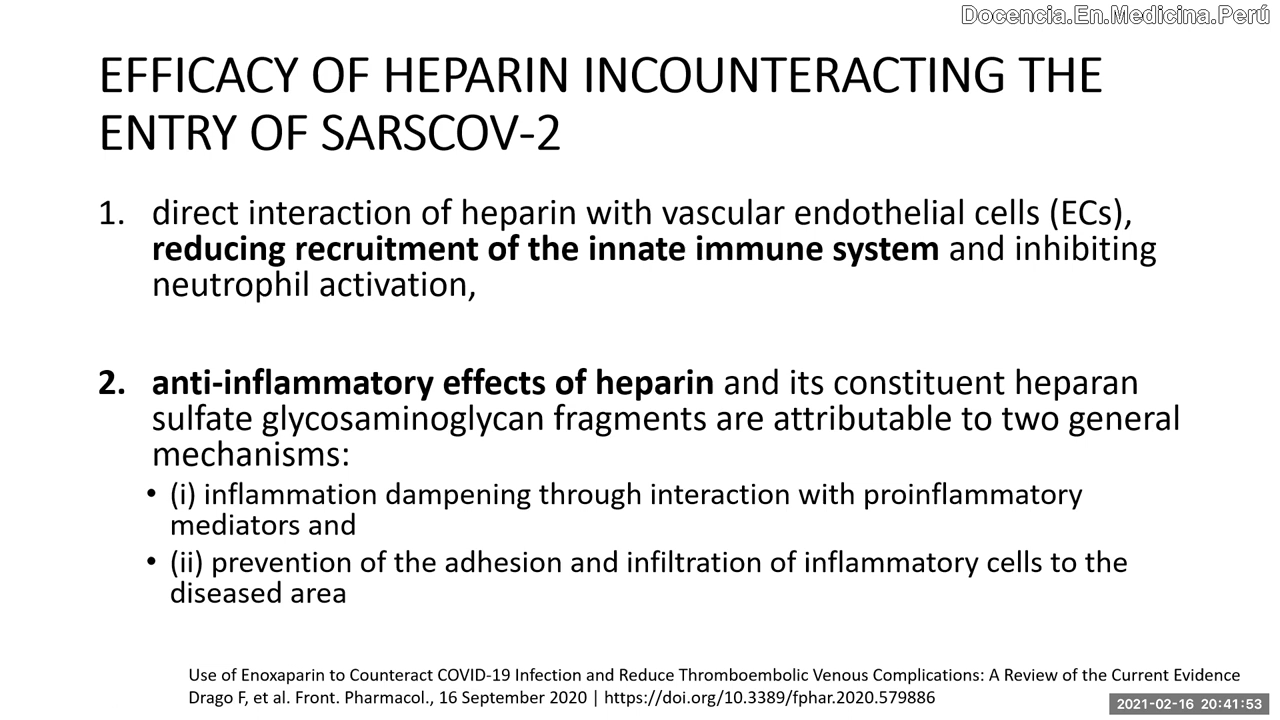 Docencia.En.Medicina.Perú
EFFICACY OF HEPARIN INCOUNTERACTING THE
ENTRY OF SARSCOV-2
1. direct interaction of heparin with vascular endothelial cells (ECs),
reducing recruitment of the innate immune system and inhibiting
neutrophil activation,
2. anti-inflammatory effects of heparin and its constituent heparan
sulfate glycosaminoglycan fragments are attributable to two general
mechanisms:
• (i) inflammation dampening through interaction with proinflammatory
mediators and
• (ii) prevention of the adhesion and infiltration of inflammatory cells to the
diseased area
Use of Enoxaparin to Counteract COVID-19 Infection and Reduce Thromboembolic Venous Complications: A Review of the Current Evidence
Drago F, et al. Front. Pharmacol., 16 September 2020 | https://doi.org/10.3389/fphar.2020.579886
2021-02-16 20:41:53